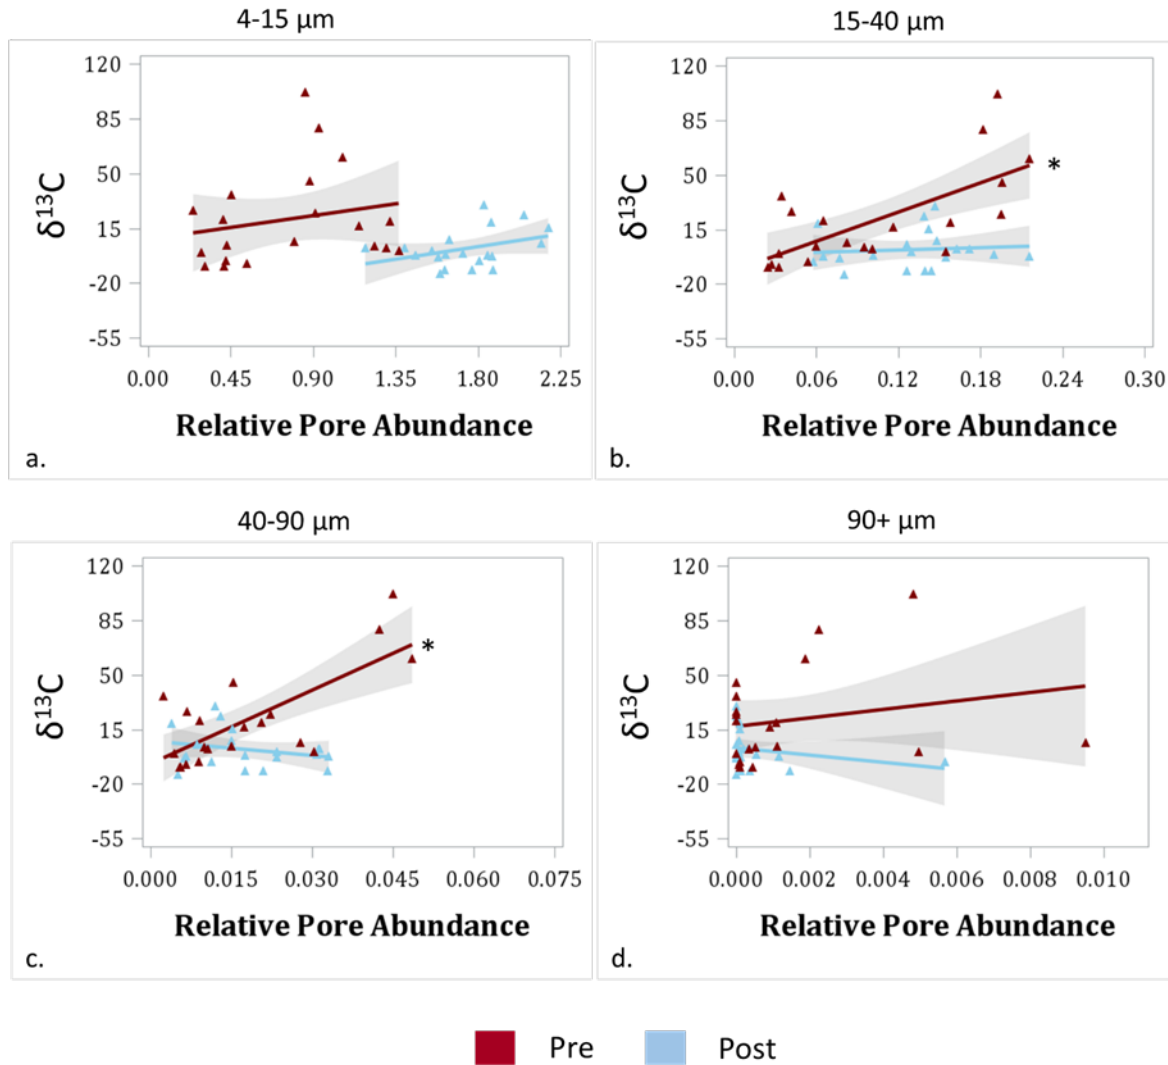 4-15 µm
120
85
50
15
-20
-55
δ13C
0.00 0.45 0.90 1.35 1.80 2.25
Relative Pore Abundance
a.
15-40 µm
120
85
50
15
-20
-55
δ13C
*
0.00 0.06 0.12 0.18 0.24 0.30
Relative Pore Abundance
b.
40-90 µm
120
85
50
15
-20
-55
δ13C
*
0.000 0.015 0.030 0.045 0.060 0.075
Relative Pore Abundance
c.
90+ µm
120
85
50
15
-20
-55
δ13C
0.000 0.002 0.004 0.006 0.008 0.010
Relative Pore Abundance
d.
Pre Post